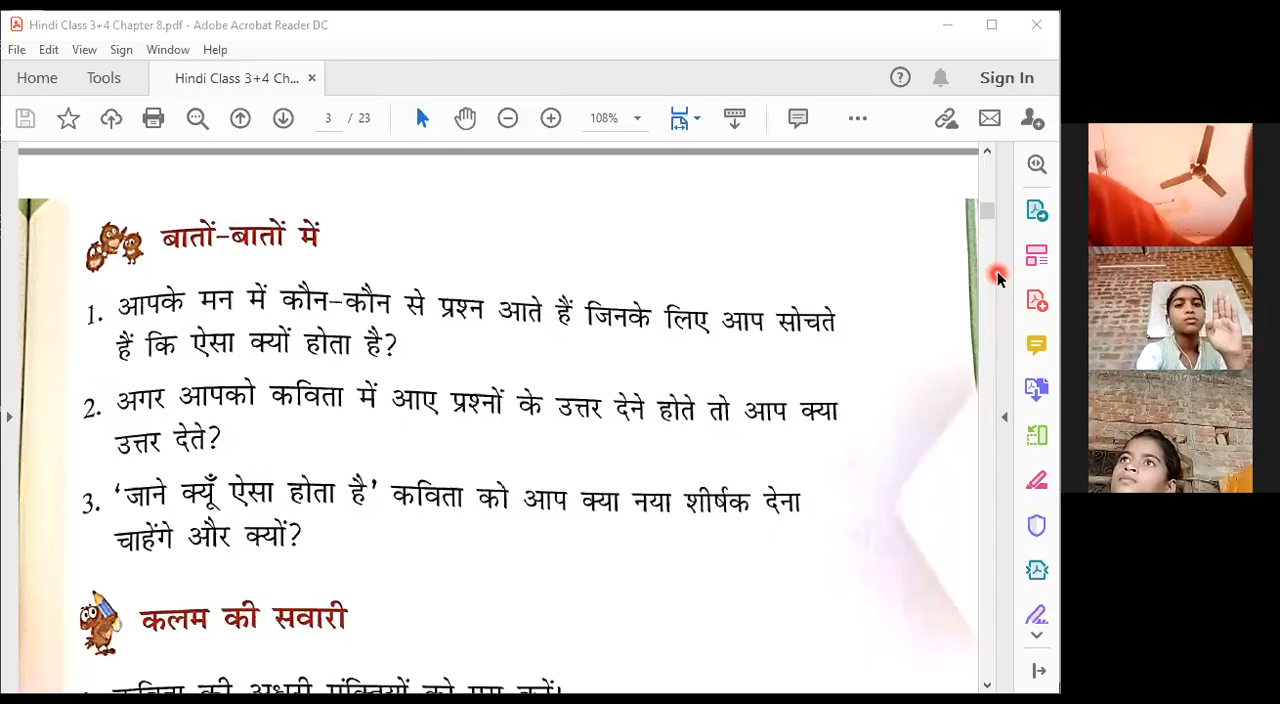 Hindi Class 3+4 Chapter 8.pdf - Adobe Acrobat Reader DC
File Edit View Sign Window Help
Home Tools Hindi Class 3+4 Ch... × Sign In
3 / 23 108%
बातों-बातों में
1. आपके मन में कौन-कौन से प्रश्न आते हैं जिनके लिए आप सोचते
हैं कि ऐसा क्यों होता है?
2. अगर आपको कविता में आए प्रश्नों के उत्तर देने होते तो आप क्या
उत्तर देते?
3. ‘जाने क्यूँ ऐसा होता है’ कविता को आप क्या नया शीर्षक देना
चाहेंगे और क्यों?
कलम की सवारी